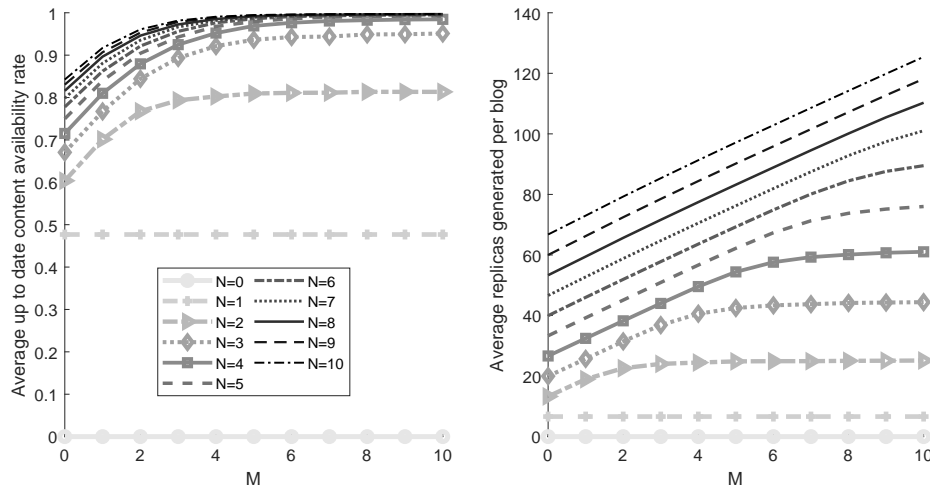 Average up to date content availability rate
1
0.9
0.8
0.7
0.6
0.5
0.4
0.3
0.2
0.1
0
0 2 4 6 8 10
M
N=0
N=1
N=2
N=3
N=4
N=5
N=6
N=7
N=8
N=9
N=10
Average replicas generated per blog
140
120
100
80
60
40
20
0
0 2 4 6 8 10
M